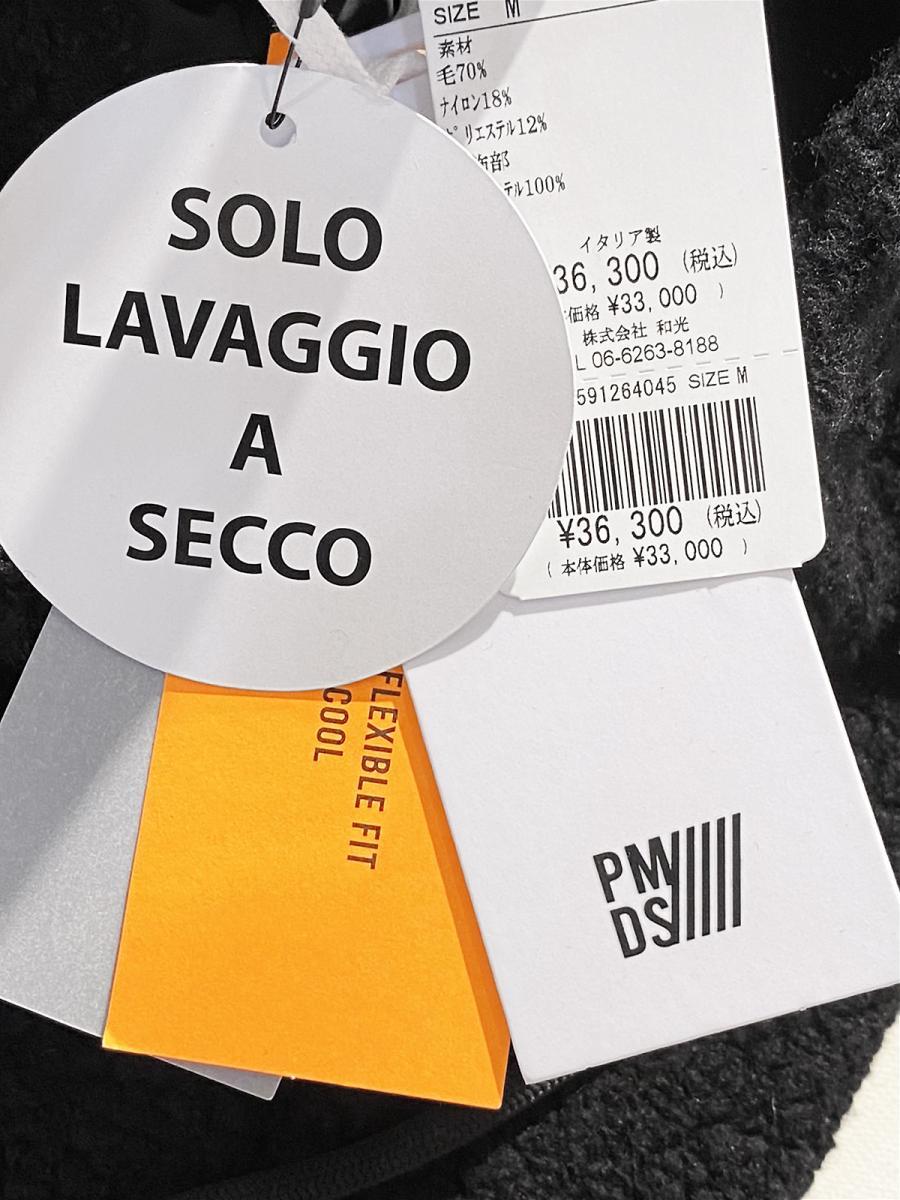 SOLO
LAVAGGIO
A
SECCO
SIZE M
素材
毛70%
ナイロン18%
ポリエステル12%
布部
テル100%
イタリア製
36,300 (税込)
価格 ¥33,000 )
株式会社 和光
L 06-6263-8188
591264045 SIZE M
¥36,300 (税込)
( 本体価格 ¥33,000 )
FLEXIBLE FIT
COOL
PM
DS